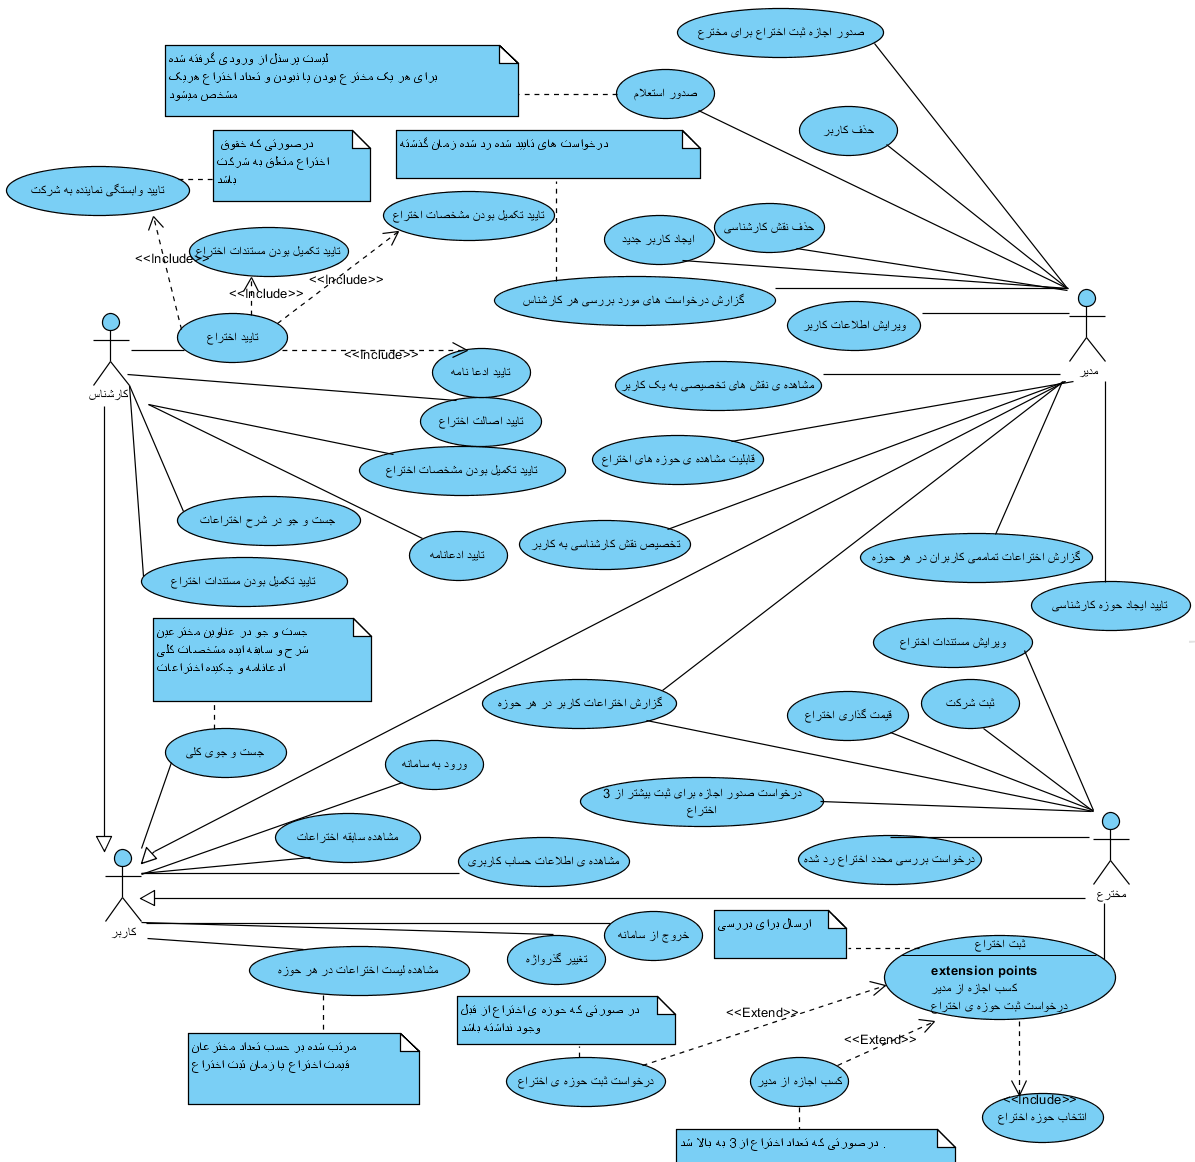 صدور اجازه ثبت اختراع برای مخترع
لیست پرسنل از ورودی گرفته شده
برای هر یک مخترع بودن یا نبودن و تعداد اختراع هریک
مشخص میشود
صدور استعلام
حذف کاربر
درصورتی که حقوق
اختراع متعلق به شرکت
باشد
درخواست های تایید شده رد شده زمان گذشته
تایید وابستگی نماینده به شرکت
تایید تکمیل بودن مشخصات اختراع
حذف نقش کارشناسی
ایجاد کاربر جدید
تایید تکمیل بودن مستندات اختراع
<<Include>>
<<Include>>
<<Include>>
گزارش درخواست های مورد بررسی هر کارشناس
ویرایش اطلاعات کاربر
تایید اختراع
<<Include>>
مدیر
تایید ادعا نامه
مشاهده ی نقش های تخصیصی به یک کاربر
کارشناس
تایید اصالت اختراع
قابلیت مشاهده ی حوزه های اختراع
تایید تکمیل بودن مشخصات اختراع
جست و جو در شرح اختراعات
تخصیص نقش کارشناسی به کاربر
تایید ادعانامه
گزارش اختراعات تماممی کاربران در هر حوزه
تایید تکمیل بودن مستندات اختراع
تایید ایجاد حوزه کارشناسی
جست و جو در عناوین مخترعین
شرح و سابقه ایده مشخصات کلی
ادعانامه و چکیده اختراعات
ویرایش مستندات اختراع
گزارش اختراعات کاربر در هر حوزه
ثبت شرکت
قیمت گذاری اختراع
جست و جوی کلی
ورود به سامانه
درخواست صدور اجازه برای ثبت بیشتر از 3
اختراع
مشاهده سابقه اختراعات
مشاهده ی اطلاعات حساب کاربری
درخواست بررسی مجدد اختراع رد شده
مخترع
کاربر
ارسال برای بررسی
خروج از سامانه
تغییر گذرواژه
ثبت اختراع
extension points
کسب اجازه از مدیر
درخواست ثبت حوزه ی اختراع
مشاهده لیست اختراعات در هر حوزه
در صورتی که حوزه ی اختراع از قبل
وجود نداشته باشد
<<Extend>>
<<Extend>>
مرتب شده بر حسب تعداد مخترعان
قیمت اختراع یا زمان ثبت اختراع
درخواست ثبت حوزه ی اختراع
کسب اجازه از مدیر
<<Include>>
انتخاب حوزه اختراع
درصورتی که تعداد اختراع از 3 به بالا شد .